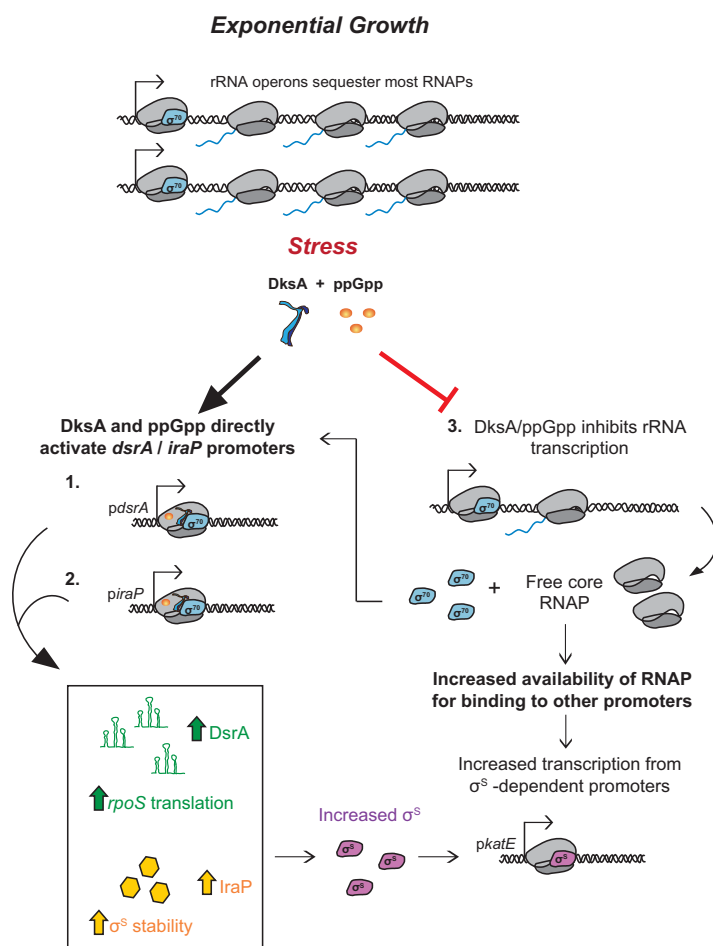 Exponential Growth
rRNA operons sequester most RNAPs
σ70
σ70
Stress
DksA + ppGpp
DksA and ppGpp directly
activate dsrA / iraP promoters
1.
pdsrA
σ70
2.
piraP
σ70
3. DksA/ppGpp inhibits rRNA
transcription
σ70
σ70
σ70
σ70
+
Free core
RNAP
Increased availability of RNAP
for binding to other promoters
Increased transcription from
σS -dependent promoters
pkatE
σS
DsrA
rpoS translation
IraP
σS stability
Increased σS
σS
σS
σS